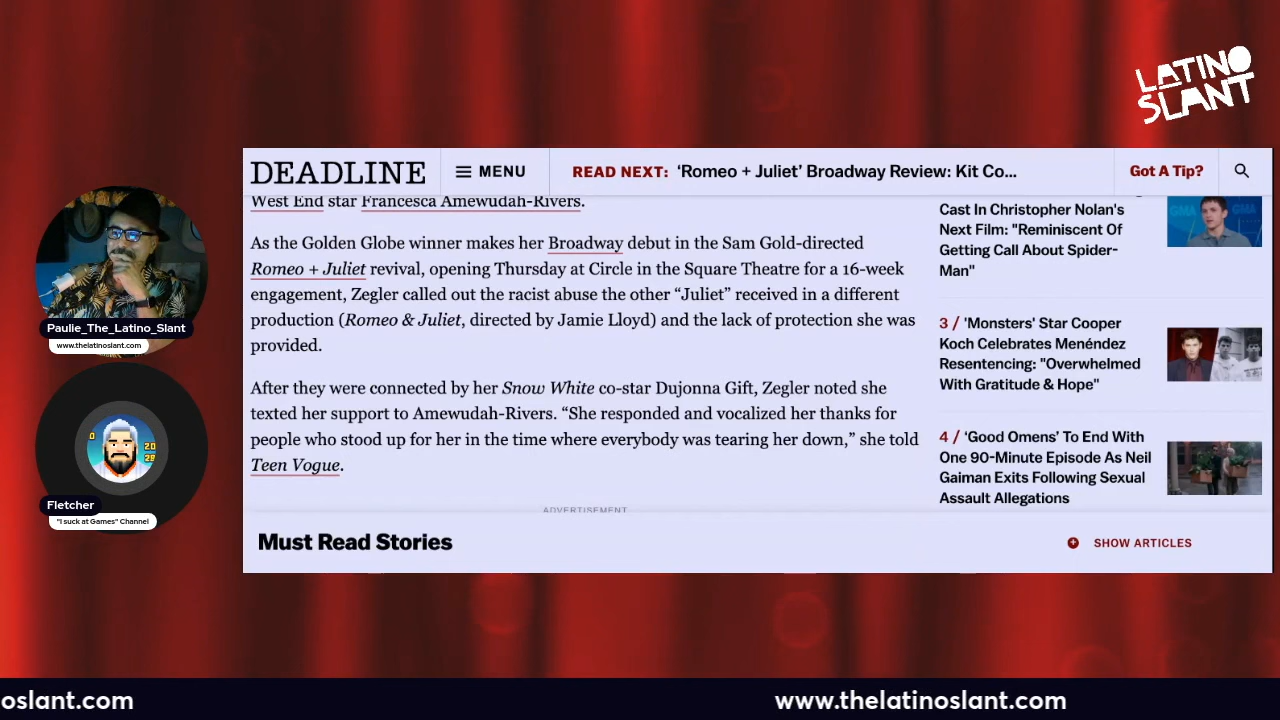 LATINO
SLANT
DEADLINE
MENU
READ NEXT: ‘Romeo + Juliet’ Broadway Review: Kit Co...
Got A Tip?
West End star Francesca Amewudah-Rivers.
As the Golden Globe winner makes her Broadway debut in the Sam Gold-directed
Romeo + Juliet revival, opening Thursday at Circle in the Square Theatre for a 16-week
engagement, Zegler called out the racist abuse the other “Juliet” received in a different
production (Romeo & Juliet, directed by Jamie Lloyd) and the lack of protection she was
provided.
After they were connected by her Snow White co-star Dujonna Gift, Zegler noted she
texted her support to Amewudah-Rivers. “She responded and vocalized her thanks for
people who stood up for her in the time where everybody was tearing her down,” she told
Teen Vogue.
ADVERTISEMENT
Cast In Christopher Nolan's
Next Film: "Reminiscent Of
Getting Call About Spider-
Man"
3 / 'Monsters' Star Cooper
Koch Celebrates Menéndez
Resentencing: "Overwhelmed
With Gratitude & Hope"
4 / ‘Good Omens’ To End With
One 90-Minute Episode As Neil
Gaiman Exits Following Sexual
Assault Allegations
GMA
GMA
Must Read Stories
SHOW ARTICLES
Paulie_The_Latino_Slant
www.thelatinoslant.com
0
20
28
Fletcher
"I suck at Games" Channel
oslant.com
www.thelatinoslant.com